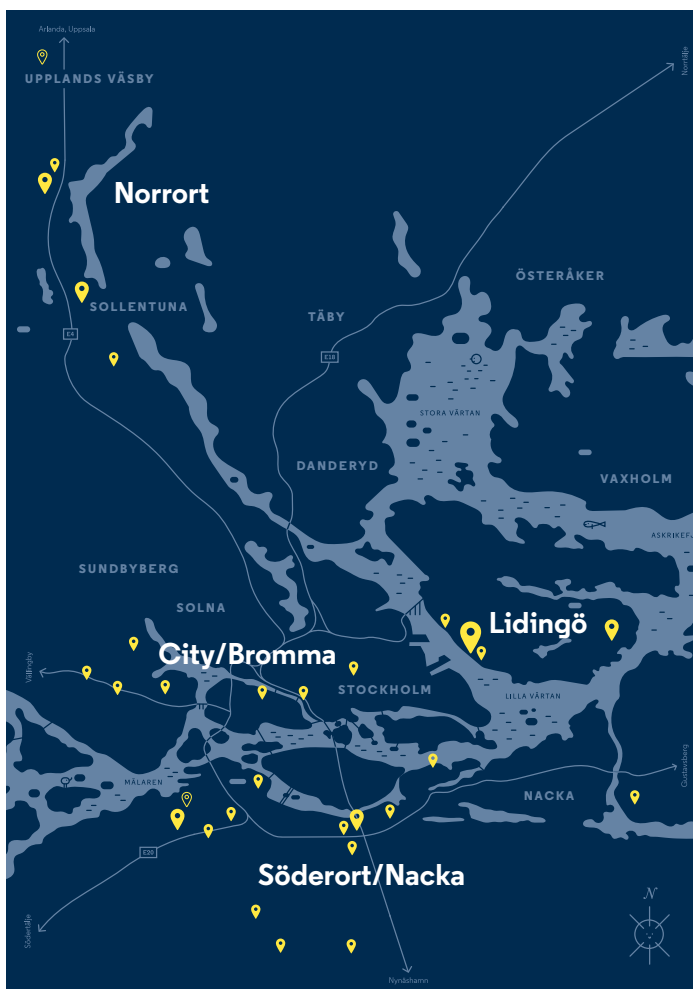 Arlanda, Uppsala
Norrtälje
UPPLANDS VÄSBY
Norrort
ÖSTERÅKER
SOLLENTUNA
TÄBY
E4
E18
STORA VÄRTAN
DANDERYD
VAXHOLM
ASKRIKEF
SUNDBYBERG
SOLNA
Lidingö
City/Bromma
Vällingby
STOCKHOLM
LILLA VÄRTAN
Gustavsberg
MÄLAREN
NACKA
E20
Söderort/Nacka
N
Södertälje
Nynäshamn